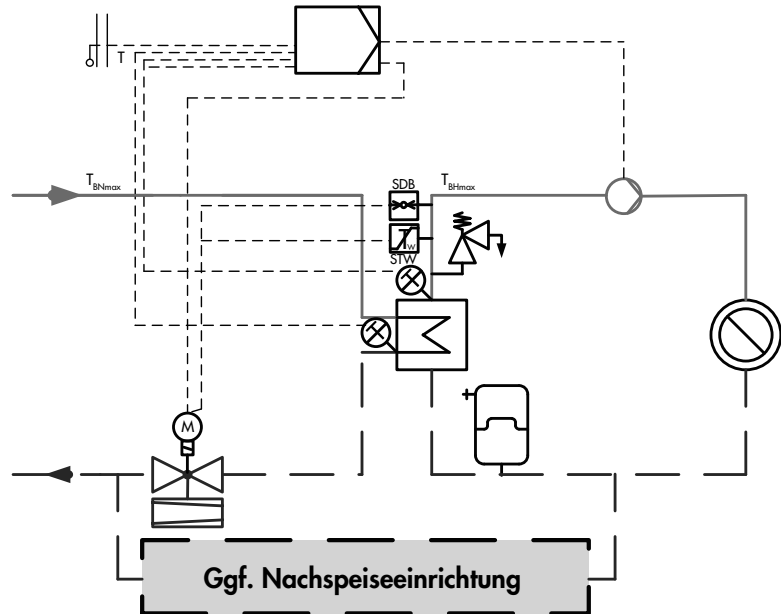 T
T_BNmax
SDB
T_BHmax
T_W
STW
M
Ggf. Nachspeiseeinrichtung